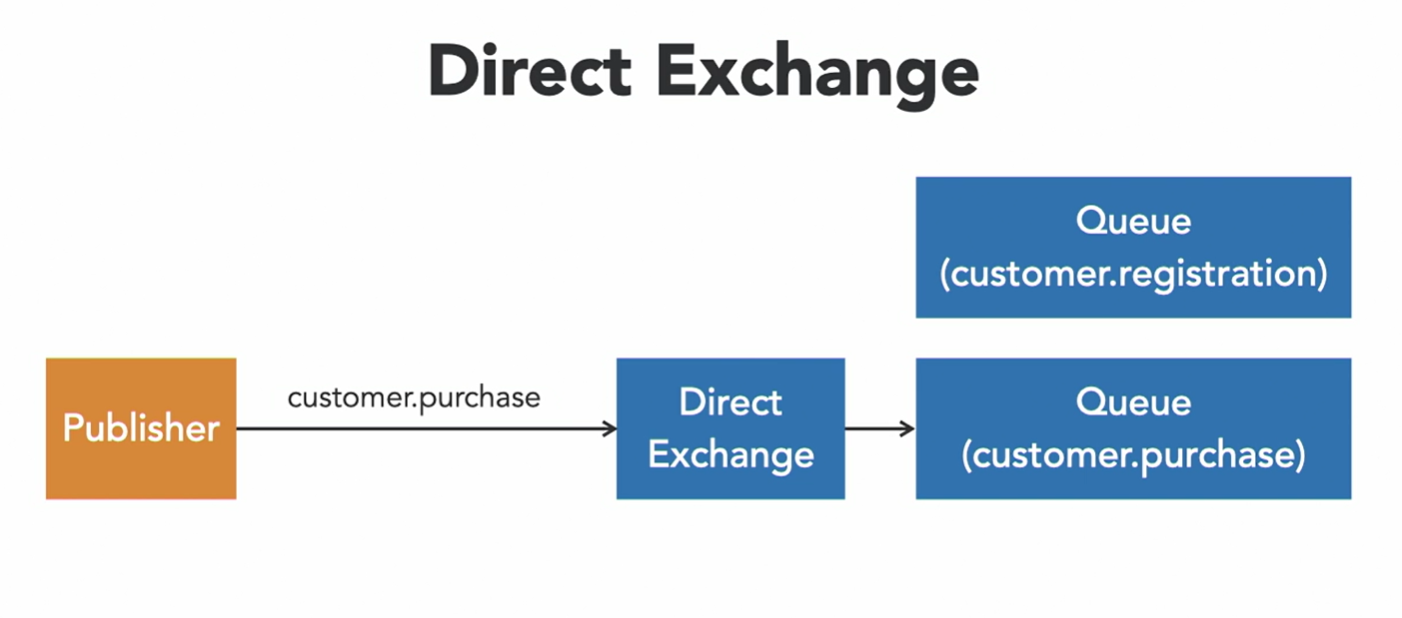 Direct Exchange
Queue
(customer.registration)
Publisher
customer.purchase
Direct
Exchange
Queue
(customer.purchase)